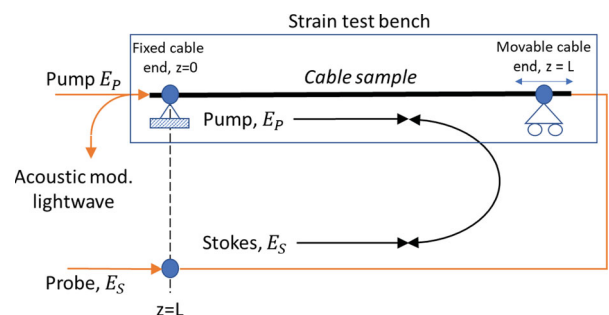 Strain test bench
Fixed cable
end, z=0
Movable cable
end, z = L
Cable sample
Pump E_P
Pump, E_P
Acoustic mod.
lightwave
Stokes, E_S
Probe, E_S
z=L